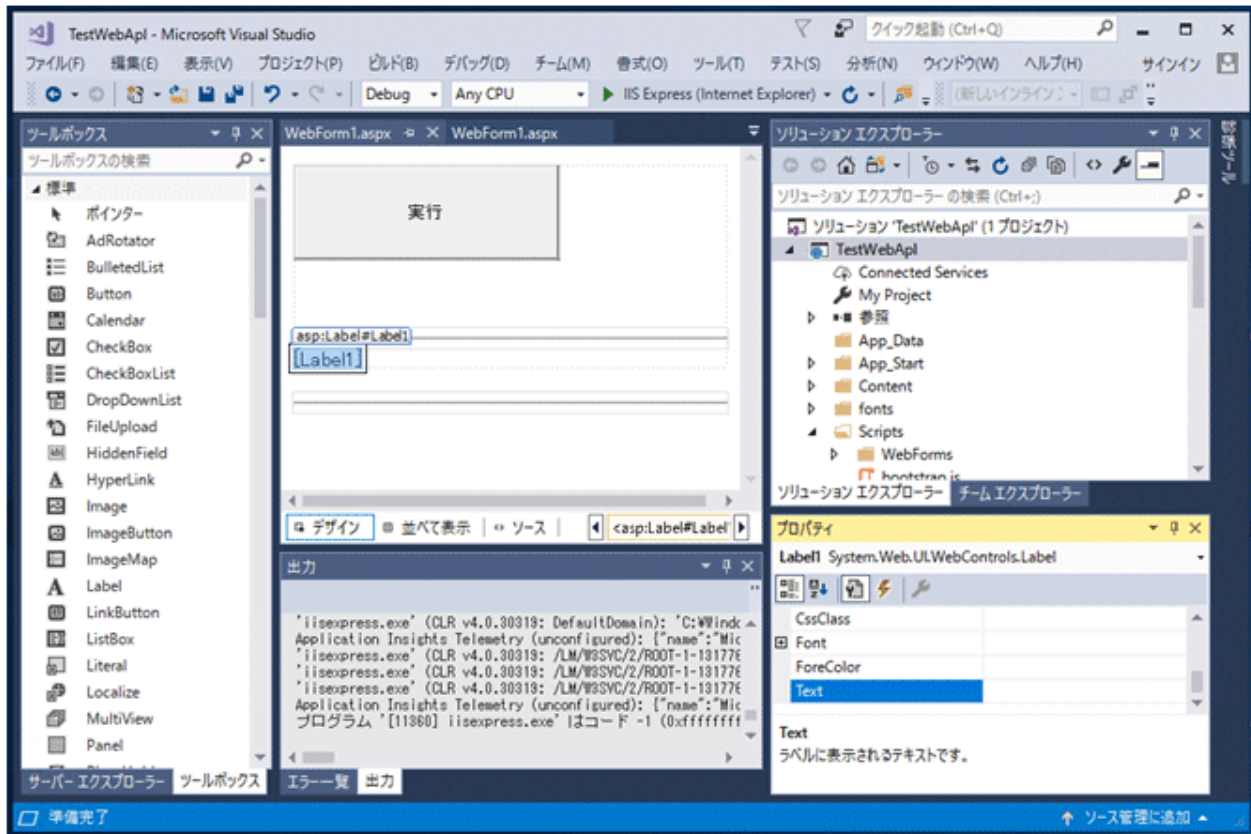 TestWebApl - Microsoft Visual Studio
クイック起動 (Ctrl+Q)
ファイル(F) 編集(E) 表示(V) プロジェクト(P) ビルド(B) デバッグ(D) チーム(M) 書式(O) ツール(T) テスト(S) 分析(N) ウィンドウ(W) ヘルプ(H) サインイン
Debug Any CPU IIS Express (Internet Explorer)
ツールボックス
ツールボックスの検索
標準
ポインター
AdRotator
BulletedList
Button
Calendar
CheckBox
CheckBoxList
DropDownList
FileUpload
HiddenField
HyperLink
Image
ImageButton
ImageMap
Label
LinkButton
ListBox
Literal
Localize
MultiView
Panel
サーバー エクスプローラー ツールボックス
WebForm1.aspx WebForm1.aspx
実行
asp:Label#Label1
[Label1]
デザイン 並べて表示 ソース <asp:Label#Label
出力
'iisexpress.exe' (CLR v4.0.30319: DefaultDomain): 'C:¥Windo
Application Insights Telemetry (unconfigured): {"name":"Mic
'iisexpress.exe' (CLR v4.0.30319: /LM/W3SVC/2/ROOT-1-131776
'iisexpress.exe' (CLR v4.0.30319: /LM/W3SVC/2/ROOT-1-131776
'iisexpress.exe' (CLR v4.0.30319: /LM/W3SVC/2/ROOT-1-131776
Application Insights Telemetry (unconfigured): {"name":"Mic
プログラム '[11360] iisexpress.exe' はコード -1 (0xffffffff
エラー一覧 出力
ソリューション エクスプローラー
ソリューション エクスプローラー の検索 (Ctrl+;)
ソリューション 'TestWebApl' (1 プロジェクト)
TestWebApl
Connected Services
My Project
参照
App_Data
App_Start
Content
fonts
Scripts
WebForms
bootstrap.js
ソリューション エクスプローラー チーム エクスプローラー
プロパティ
Label1 System.Web.UI.WebControls.Label
CssClass
Font
ForeColor
Text
Text
ラベルに表示されるテキストです。
診断ツール
準備完了
ソース管理に追加